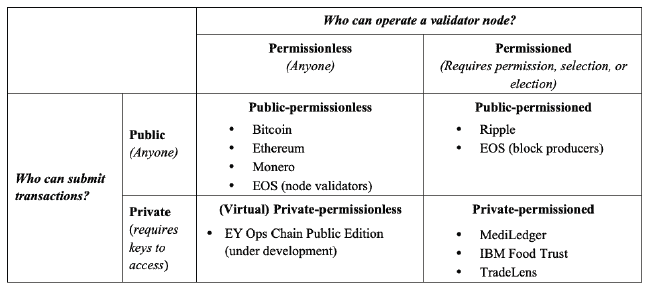 Who can operate a validator node?
Permissionless
(Anyone)
Permissioned
(Requires permission, selection, or
election)
Who can submit
transactions?
Public
(Anyone)
Public-permissionless
• Bitcoin
• Ethereum
• Monero
• EOS (node validators)
Public-permissioned
• Ripple
• EOS (block producers)
Private
(requires
keys to
access)
(Virtual) Private-permissionless
• EY Ops Chain Public Edition
(under development)
Private-permissioned
• MediLedger
• IBM Food Trust
• TradeLens